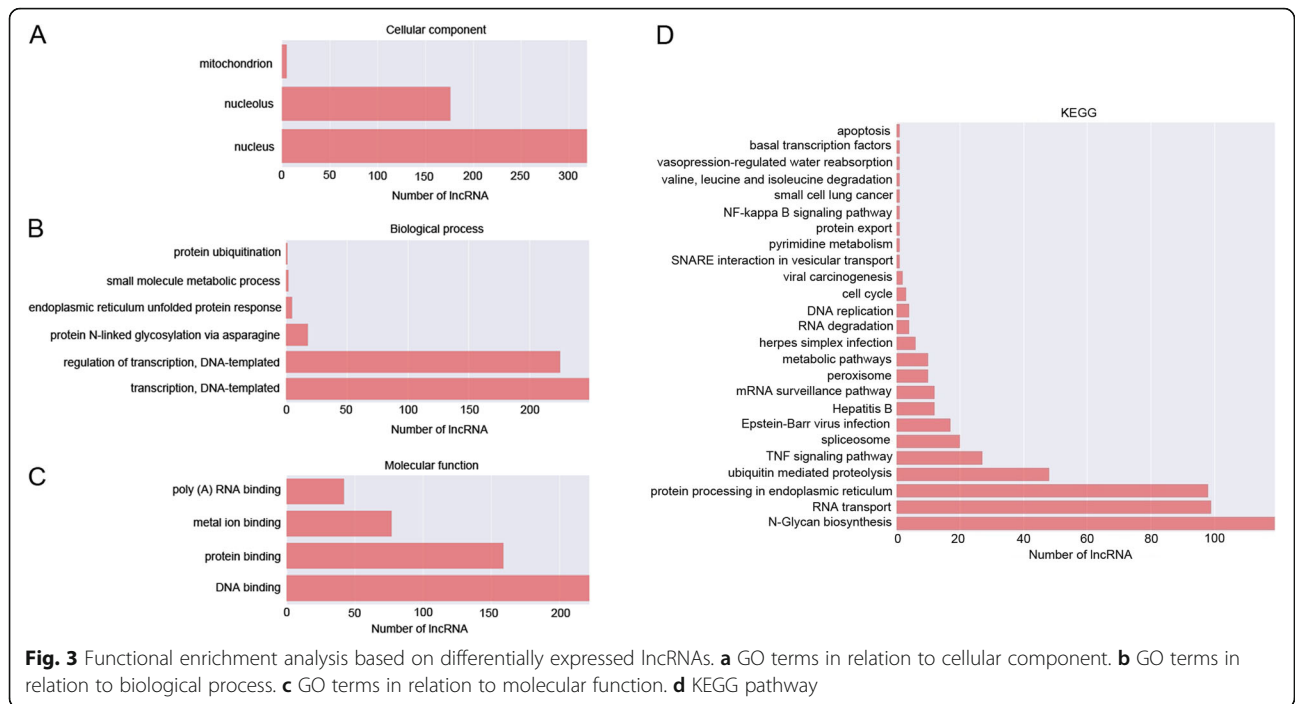 A
Cellular component
mitochondrion
nucleolus
nucleus
0 50 100 150 200 250 300
Number of lncRNA
B
Biological process
protein ubiquitination
small molecule metabolic process
endoplasmic reticulum unfolded protein response
protein N-linked glycosylation via asparagine
regulation of transcription, DNA-templated
transcription, DNA-templated
0 50 100 150 200
Number of lncRNA
C
Molecular function
poly (A) RNA binding
metal ion binding
protein binding
DNA binding
0 50 100 150 200
Number of lncRNA
D
KEGG
apoptosis
basal transcription factors
vasopression-regulated water reabsorption
valine, leucine and isoleucine degradation
small cell lung cancer
NF-kappa B signaling pathway
protein export
pyrimidine metabolism
SNARE interaction in vesicular transport
viral carcinogenesis
cell cycle
DNA replication
RNA degradation
herpes simplex infection
metabolic pathways
peroxisome
mRNA surveillance pathway
Hepatitis B
Epstein-Barr virus infection
spliceosome
TNF signaling pathway
ubiquitin mediated proteolysis
protein processing in endoplasmic reticulum
RNA transport
N-Glycan biosynthesis
0 20 40 60 80 100
Number of lncRNA
Fig. 3 Functional enrichment analysis based on differentially expressed lncRNAs. a GO terms in relation to cellular component. b GO terms in
relation to biological process. c GO terms in relation to molecular function. d KEGG pathway